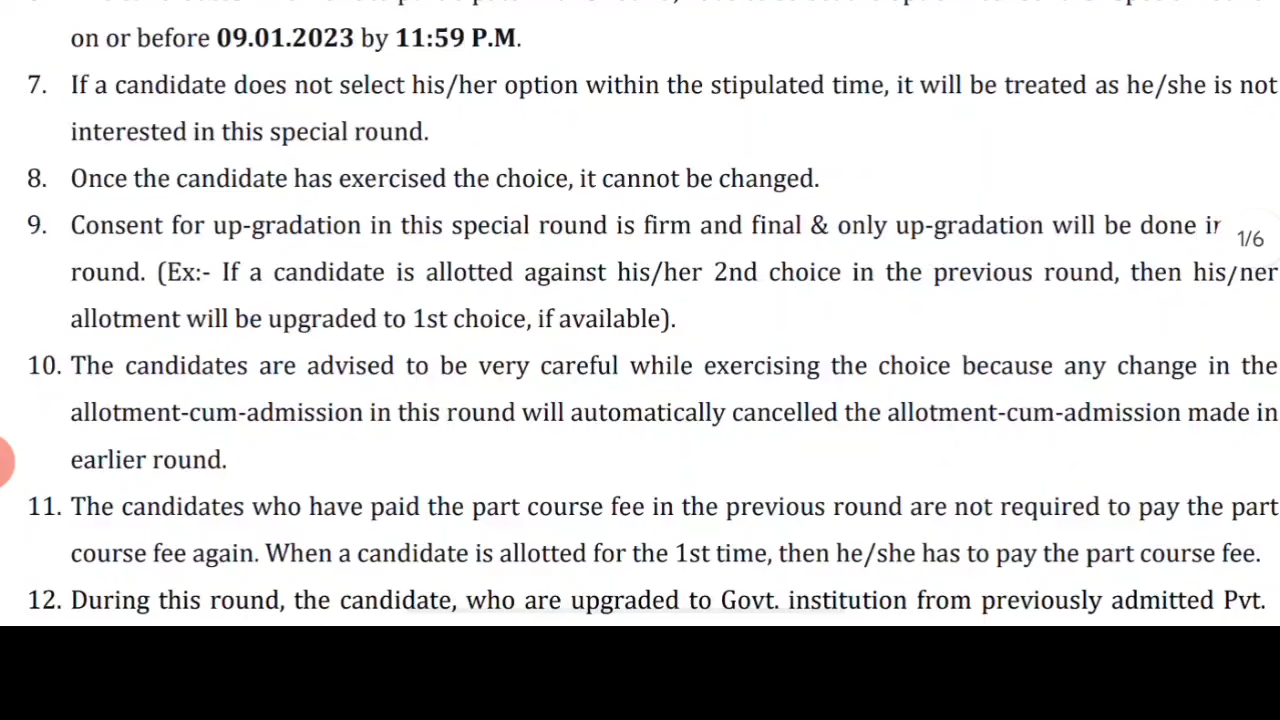 on or before 09.01.2023 by 11:59 P.M.
7. If a candidate does not select his/her option within the stipulated time, it will be treated as he/she is not
interested in this special round.
8. Once the candidate has exercised the choice, it cannot be changed.
9. Consent for up-gradation in this special round is firm and final & only up-gradation will be done
1/6
round. (Ex:- If a candidate is allotted against his/her 2nd choice in the previous round, then his/her
allotment will be upgraded to 1st choice, if available).
10. The candidates are advised to be very careful while exercising the choice because any change in the
allotment-cum-admission in this round will automatically cancelled the allotment-cum-admission made in
earlier round.
11. The candidates who have paid the part course fee in the previous round are not required to pay the part
course fee again. When a candidate is allotted for the 1st time, then he/she has to pay the part course fee.
12. During this round, the candidate, who are upgraded to Govt. institution from previously admitted Pvt.